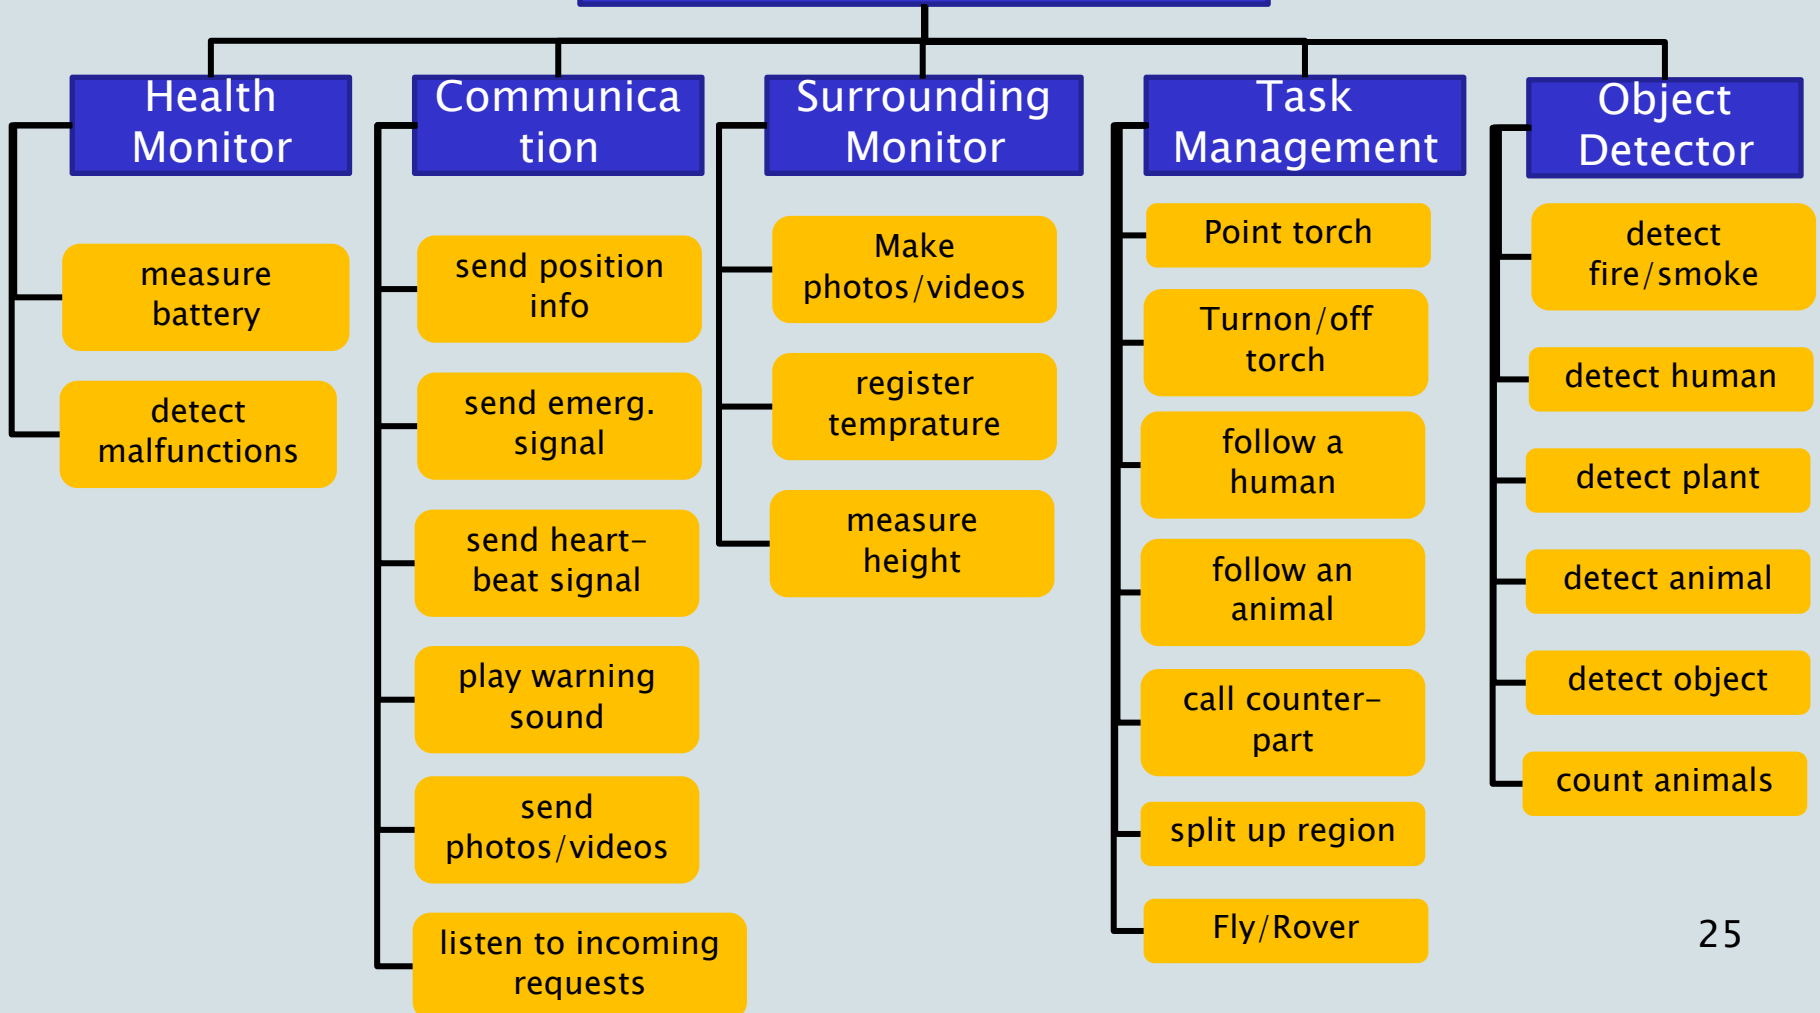 Health
Monitor
measure
battery
detect
malfunctions
Communica
tion
send position
info
send emerg.
signal
send heart-
beat signal
play warning
sound
send
photos/videos
listen to incoming
requests
Surrounding
Monitor
Make
photos/videos
register
temprature
measure
height
Task
Management
Point torch
Turnon/off
torch
follow a
human
follow an
animal
call counter-
part
split up region
Fly/Rover
Object
Detector
detect
fire/smoke
detect human
detect plant
detect animal
detect object
count animals
25